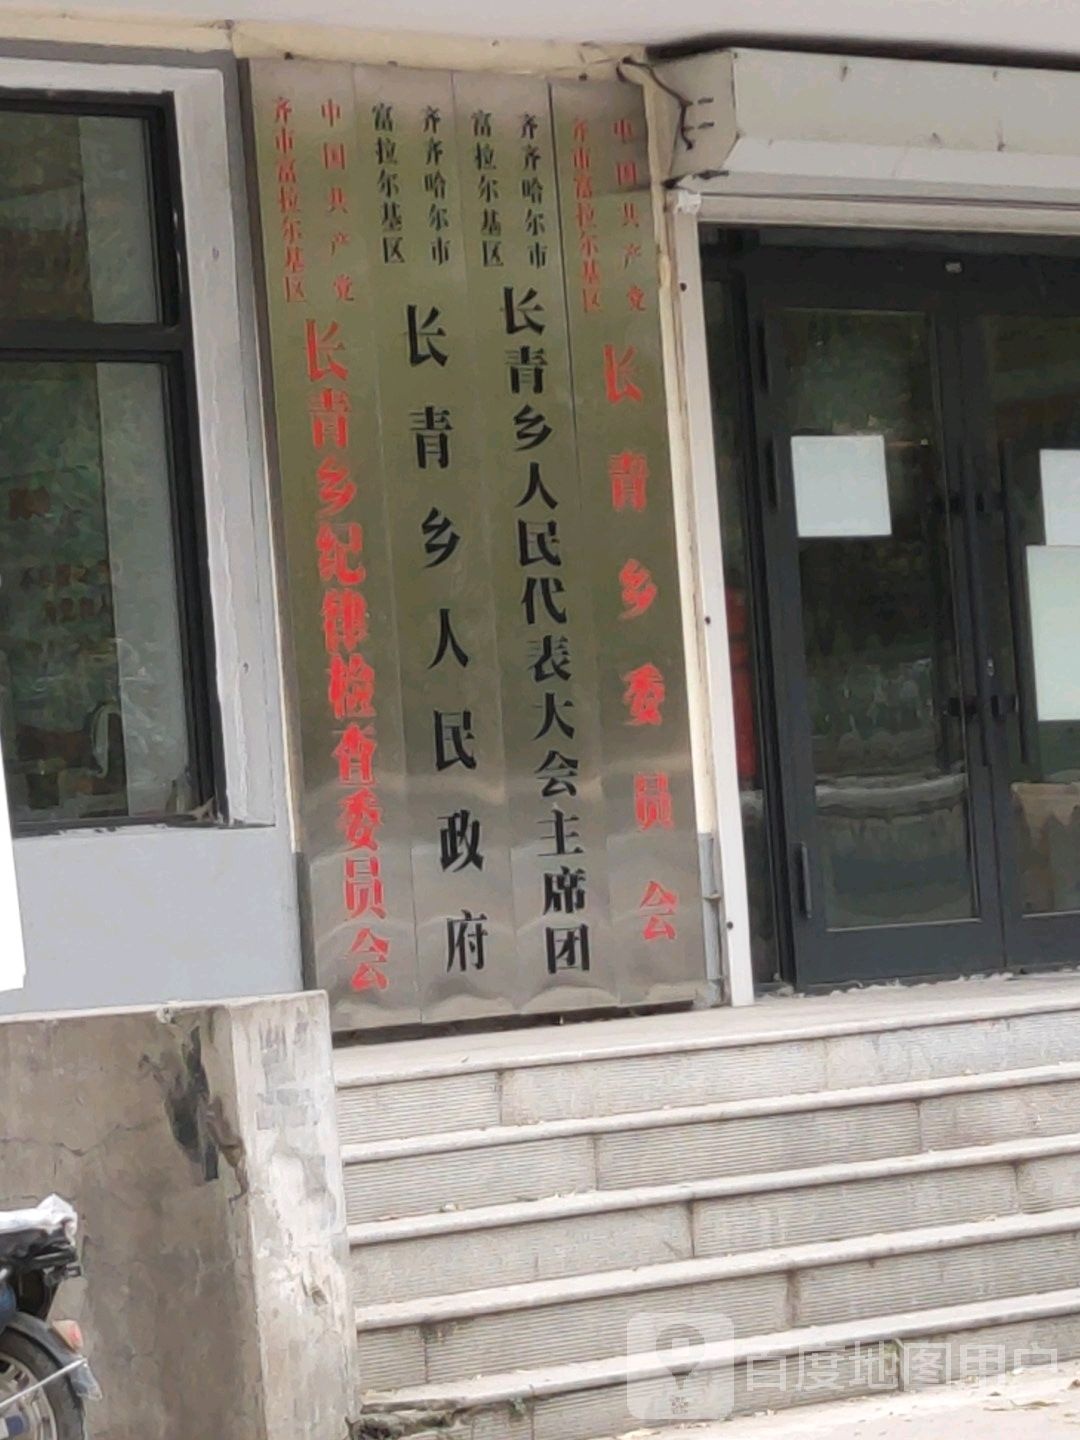 中国共产党
齐市富拉尔基区
长青乡纪律检查委员会
齐齐哈尔市
富拉尔基区
长青乡人民政府
齐齐哈尔市
富拉尔基区
长青乡人民代表大会主席团
中国共产党
齐市富拉尔基区
长青乡委员会
百度地图用户